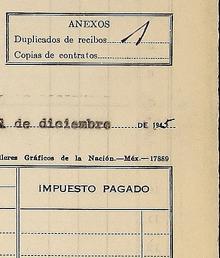 ANEXOS
Duplicados de recibos 1
Copias de contratos
de diciembre DE 1945
Gráficos de la Nación.—Méx.—17889
IMPUESTO PAGADO